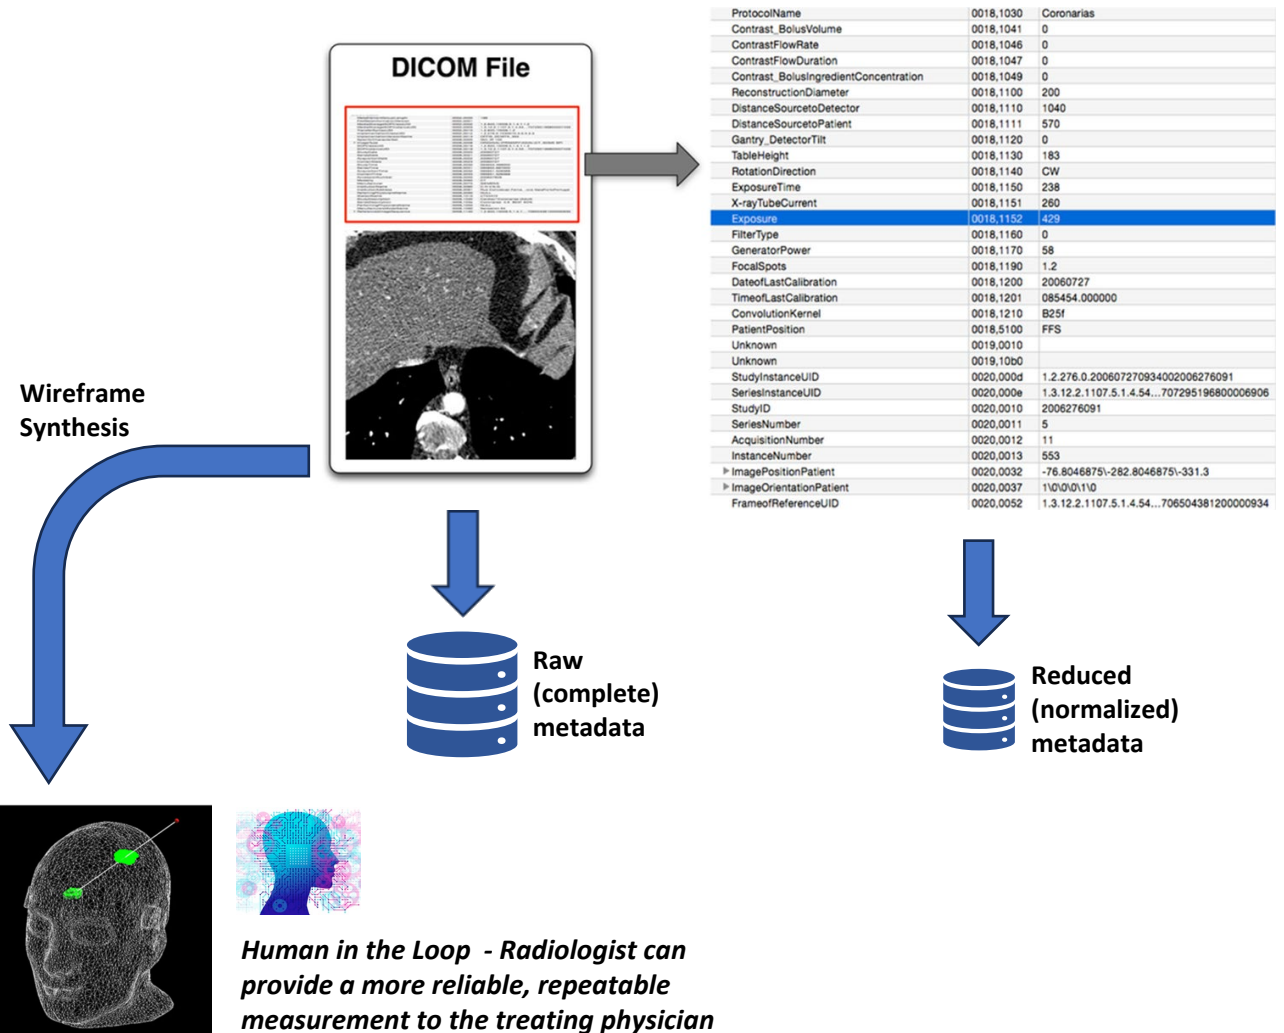 DICOM File
ProtocolName 0018,1030 Coronarias
Contrast_BolusVolume 0018,1041 0
ContrastFlowRate 0018,1046 0
ContrastFlowDuration 0018,1047 0
Contrast_BolusIngredientConcentration 0018,1049 0
ReconstructionDiameter 0018,1100 200
DistanceSourcetoDetector 0018,1110 1040
DistanceSourcetoPatient 0018,1111 570
Gantry_DetectorTilt 0018,1120 0
TableHeight 0018,1130 183
RotationDirection 0018,1140 CW
ExposureTime 0018,1150 238
X-rayTubeCurrent 0018,1151 260
Exposure 0018,1152 429
FilterType 0018,1160 0
GeneratorPower 0018,1170 58
FocalSpots 0018,1190 1.2
DateofLastCalibration 0018,1200 20060727
TimeofLastCalibration 0018,1201 085454.000000
ConvolutionKernel 0018,1210 B25f
PatientPosition 0018,5100 FFS
Unknown 0019,0010
Unknown 0019,10b0
StudyInstanceUID 0020,000d 1.2.276.0.2006072709340020062760​91
SeriesInstanceUID 0020,000e 1.3.12.2.1107.5.1.4.54...707295196800006906
StudyID 0020,0010 2006276091
SeriesNumber 0020,0011 5
AcquisitionNumber 0020,0012 11
InstanceNumber 0020,0013 553
ImagePositionPatient 0020,0032 -76.8046875\-282.8046875\-331.3
ImageOrientationPatient 0020,0037 1\0\0\0\1\0
FrameofReferenceUID 0020,0052 1.3.12.2.1107.5.1.4.54...706504381200000934
Wireframe
Synthesis
Raw
(complete)
metadata
Reduced
(normalized)
metadata
Human in the Loop - Radiologist can
provide a more reliable, repeatable
measurement to the treating physician